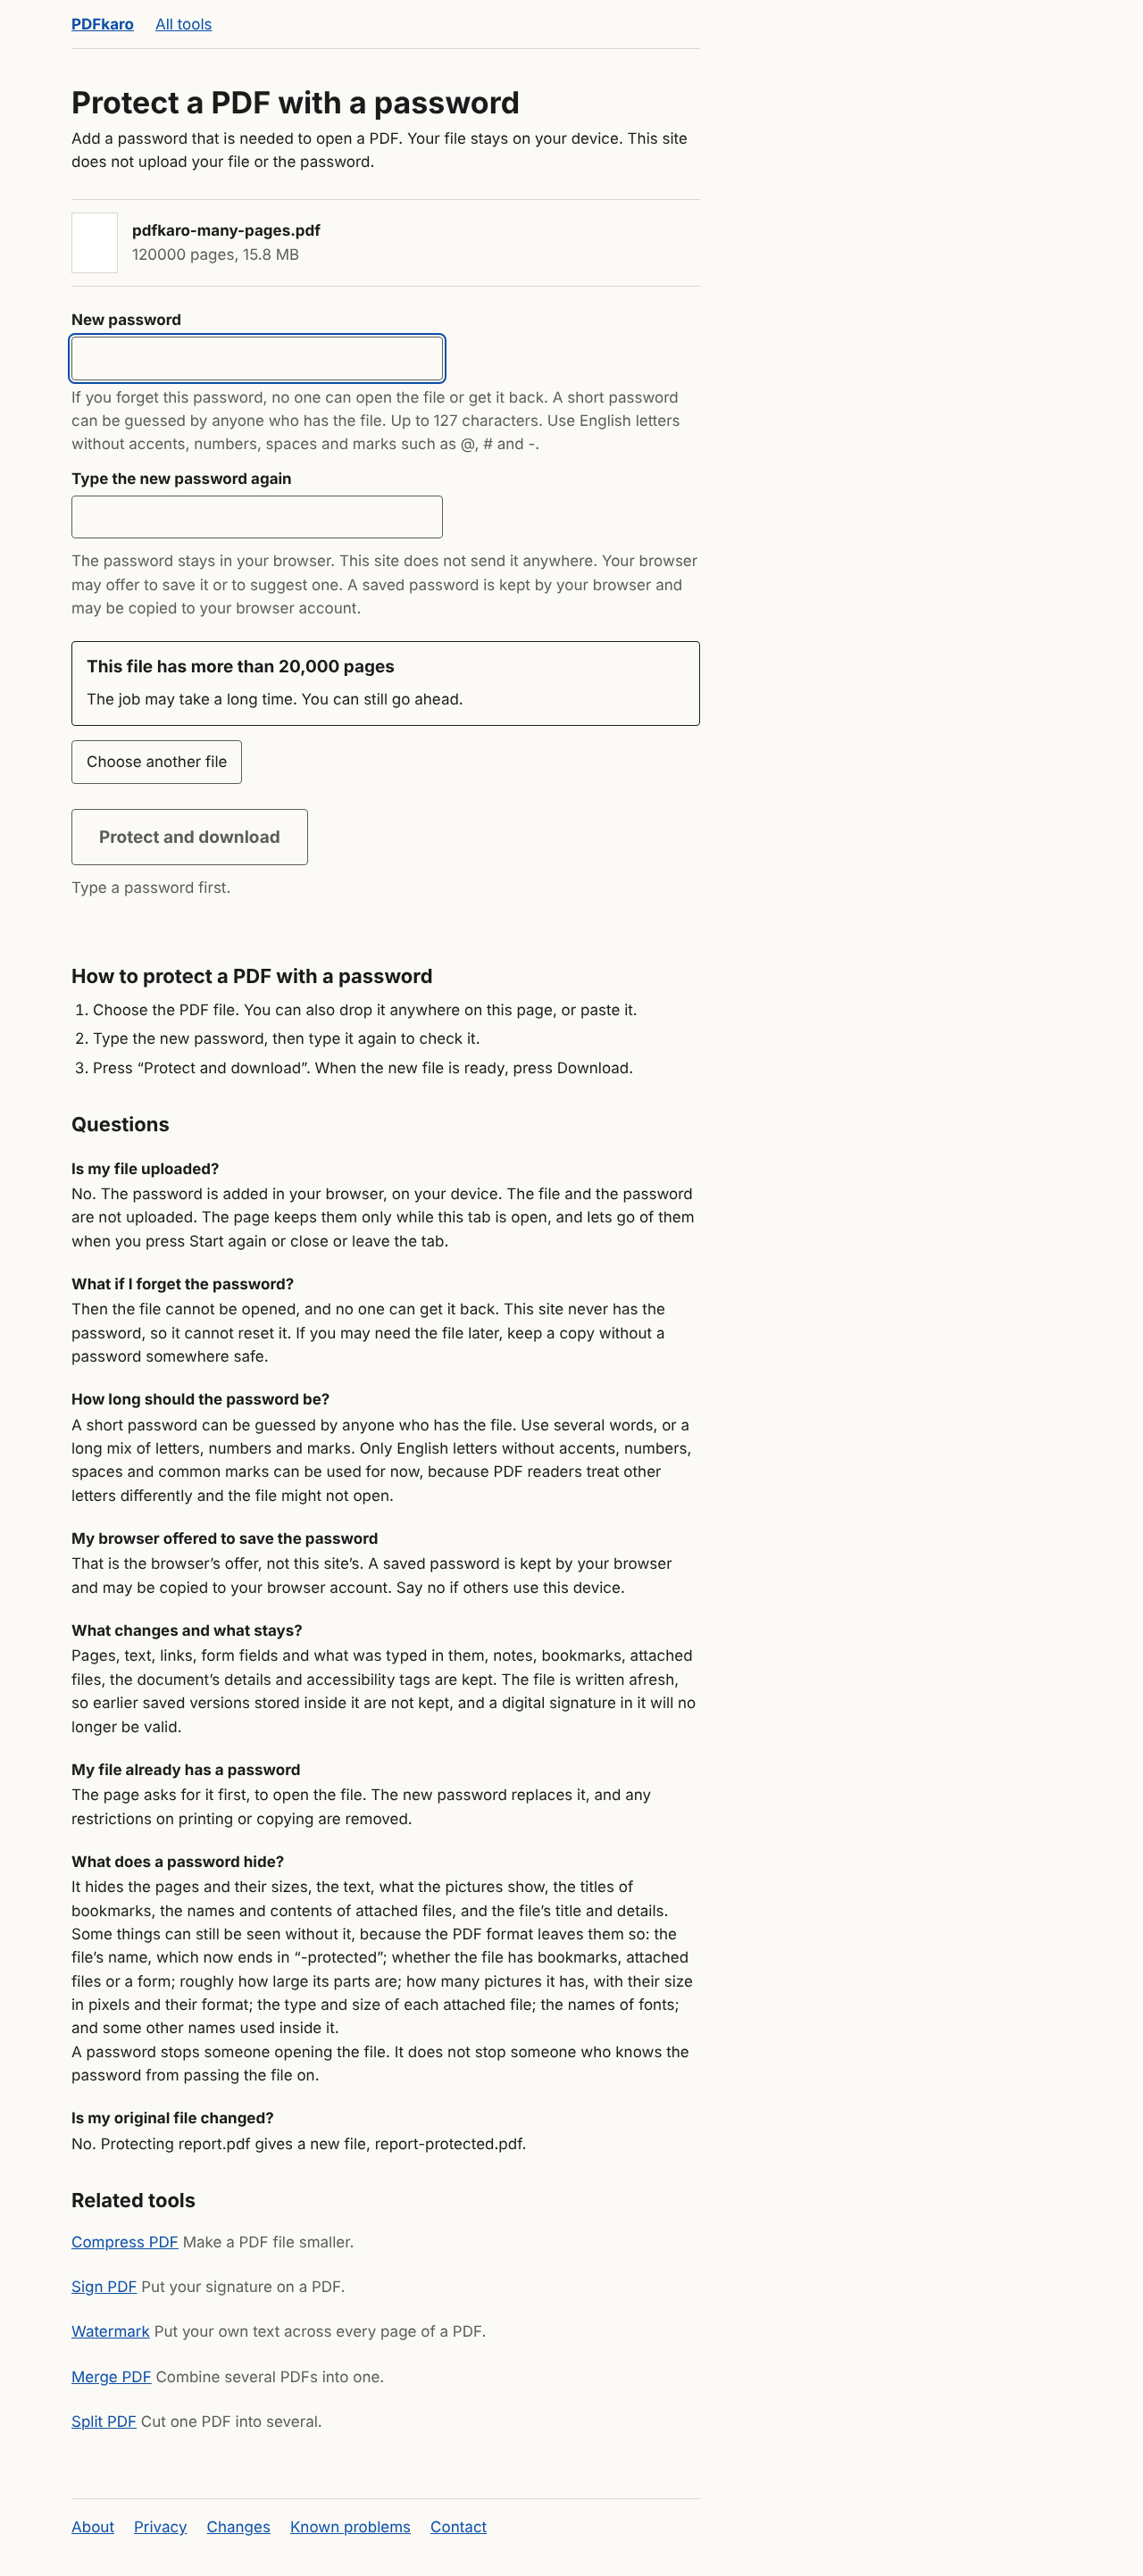 PDFkaro All tools
Protect a PDF with a password
Add a password that is needed to open a PDF. Your file stays on your device. This site
does not upload your file or the password.
pdfkaro-many-pages.pdf
120000 pages, 15.8 MB
New password
If you forget this password, no one can open the file or get it back. A short password
can be guessed by anyone who has the file. Up to 127 characters. Use English letters
without accents, numbers, spaces and marks such as @, # and -.
Type the new password again
The password stays in your browser. This site does not send it anywhere. Your browser
may offer to save it or to suggest one. A saved password is kept by your browser and
may be copied to your browser account.
This file has more than 20,000 pages
The job may take a long time. You can still go ahead.
Choose another file
Protect and download
Type a password first.
How to protect a PDF with a password
1. Choose the PDF file. You can also drop it anywhere on this page, or paste it.
2. Type the new password, then type it again to check it.
3. Press “Protect and download”. When the new file is ready, press Download.
Questions
Is my file uploaded?
No. The password is added in your browser, on your device. The file and the password
are not uploaded. The page keeps them only while this tab is open, and lets go of them
when you press Start again or close or leave the tab.
What if I forget the password?
Then the file cannot be opened, and no one can get it back. This site never has the
password, so it cannot reset it. If you may need the file later, keep a copy without a
password somewhere safe.
How long should the password be?
A short password can be guessed by anyone who has the file. Use several words, or a
long mix of letters, numbers and marks. Only English letters without accents, numbers,
spaces and common marks can be used for now, because PDF readers treat other
letters differently and the file might not open.
My browser offered to save the password
That is the browser’s offer, not this site’s. A saved password is kept by your browser
and may be copied to your browser account. Say no if others use this device.
What changes and what stays?
Pages, text, links, form fields and what was typed in them, notes, bookmarks, attached
files, the document’s details and accessibility tags are kept. The file is written afresh,
so earlier saved versions stored inside it are not kept, and a digital signature in it will no
longer be valid.
My file already has a password
The page asks for it first, to open the file. The new password replaces it, and any
restrictions on printing or copying are removed.
What does a password hide?
It hides the pages and their sizes, the text, what the pictures show, the titles of
bookmarks, the names and contents of attached files, and the file’s title and details.
Some things can still be seen without it, because the PDF format leaves them so: the
file’s name, which now ends in “-protected”; whether the file has bookmarks, attached
files or a form; roughly how large its parts are; how many pictures it has, with their size
in pixels and their format; the type and size of each attached file; the names of fonts;
and some other names used inside it.
A password stops someone opening the file. It does not stop someone who knows the
password from passing the file on.
Is my original file changed?
No. Protecting report.pdf gives a new file, report-protected.pdf.
Related tools
Compress PDF Make a PDF file smaller.
Sign PDF Put your signature on a PDF.
Watermark Put your own text across every page of a PDF.
Merge PDF Combine several PDFs into one.
Split PDF Cut one PDF into several.
About Privacy Changes Known problems Contact